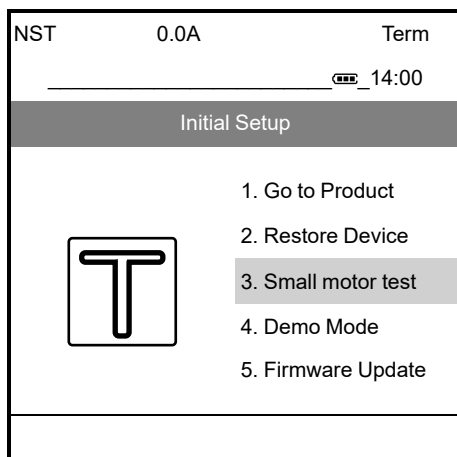 NST 0.0A Term
14:00
Initial Setup
1. Go to Product
2. Restore Device
3. Small motor test
4. Demo Mode
5. Firmware Update
T